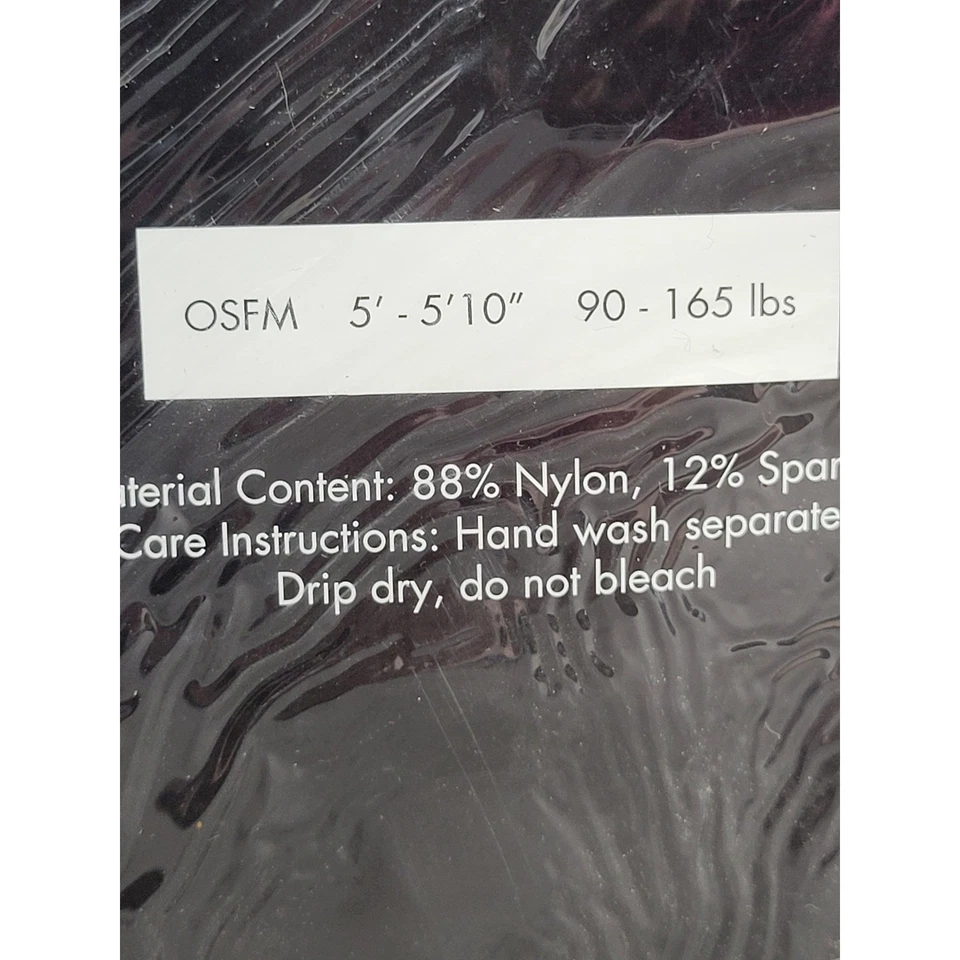 OSFM 5' - 5'10" 90 - 165 lbs
aterial Content: 88% Nylon, 12% Span
Care Instructions: Hand wash separate
Drip dry, do not bleach